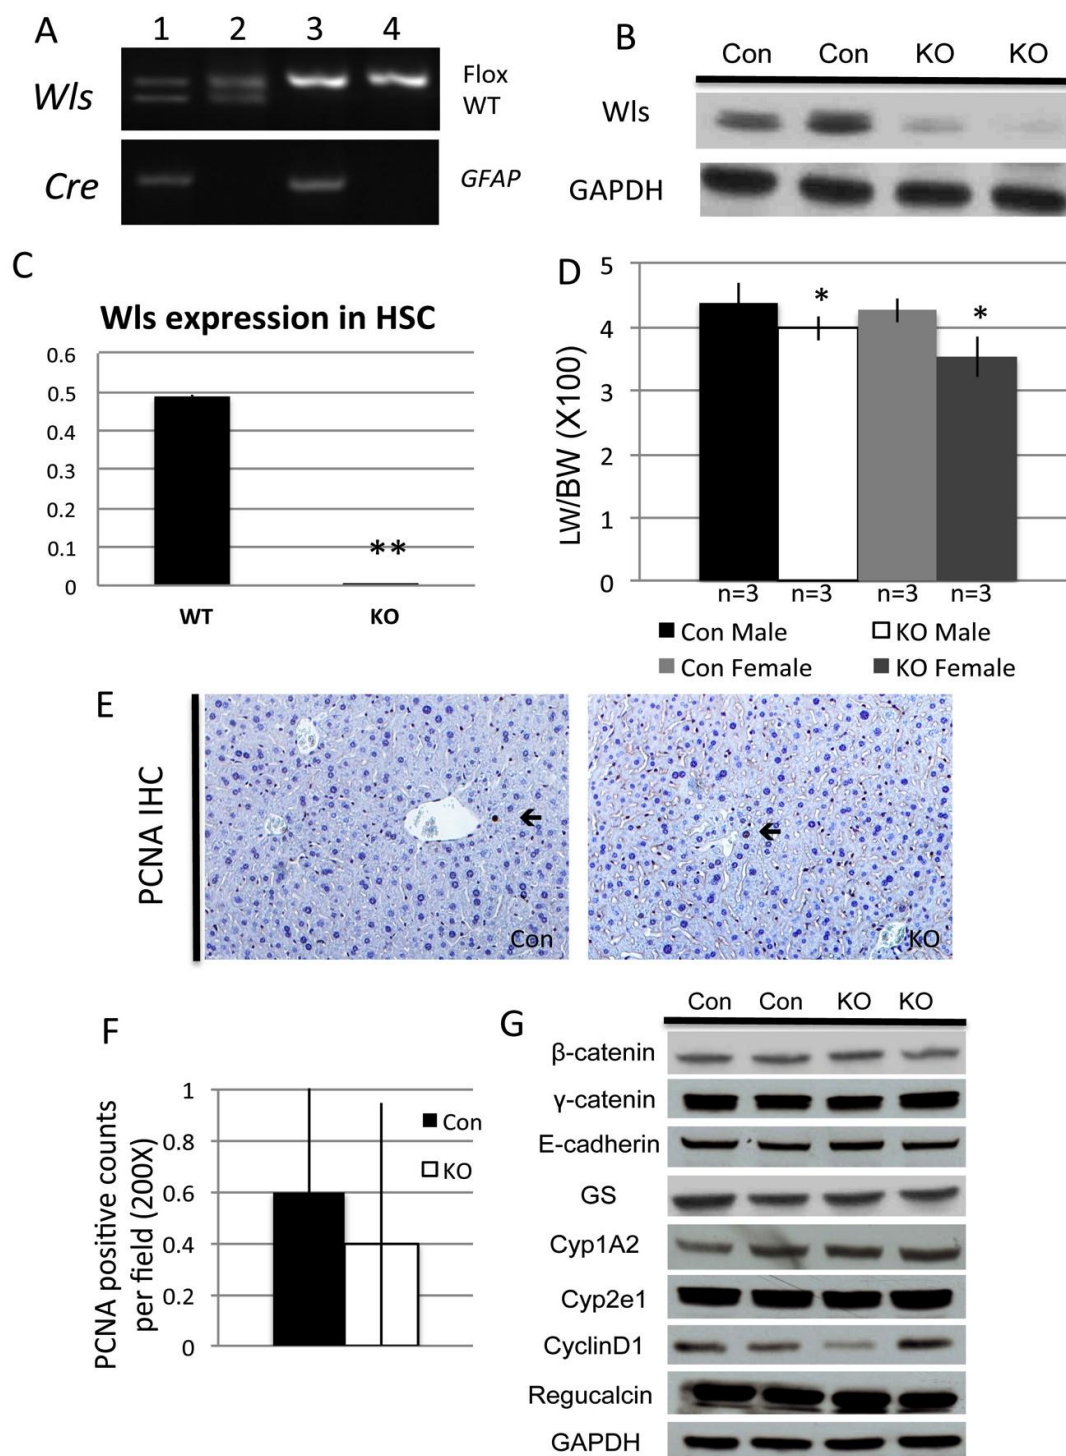 A
1 2 3 4
Wls
Flox
WT
Cre
GFAP
B
Con Con KO KO
Wls
GAPDH
C
Wls expression in HSC
0.6
0.5
0.4
0.3
0.2
0.1
0
**
WT KO
D
LW/BW (X100)
5
4
3
2
1
0
* *
n=3 n=3 n=3 n=3
Con Male KO Male
Con Female KO Female
E
PCNA IHC
Con
KO
F
PCNA positive counts
per field (200X)
1
0.8
0.6
0.4
0.2
0
Con
KO
G
Con Con KO KO
β-catenin
γ-catenin
E-cadherin
GS
Cyp1A2
Cyp2e1
CyclinD1
Regucalcin
GAPDH